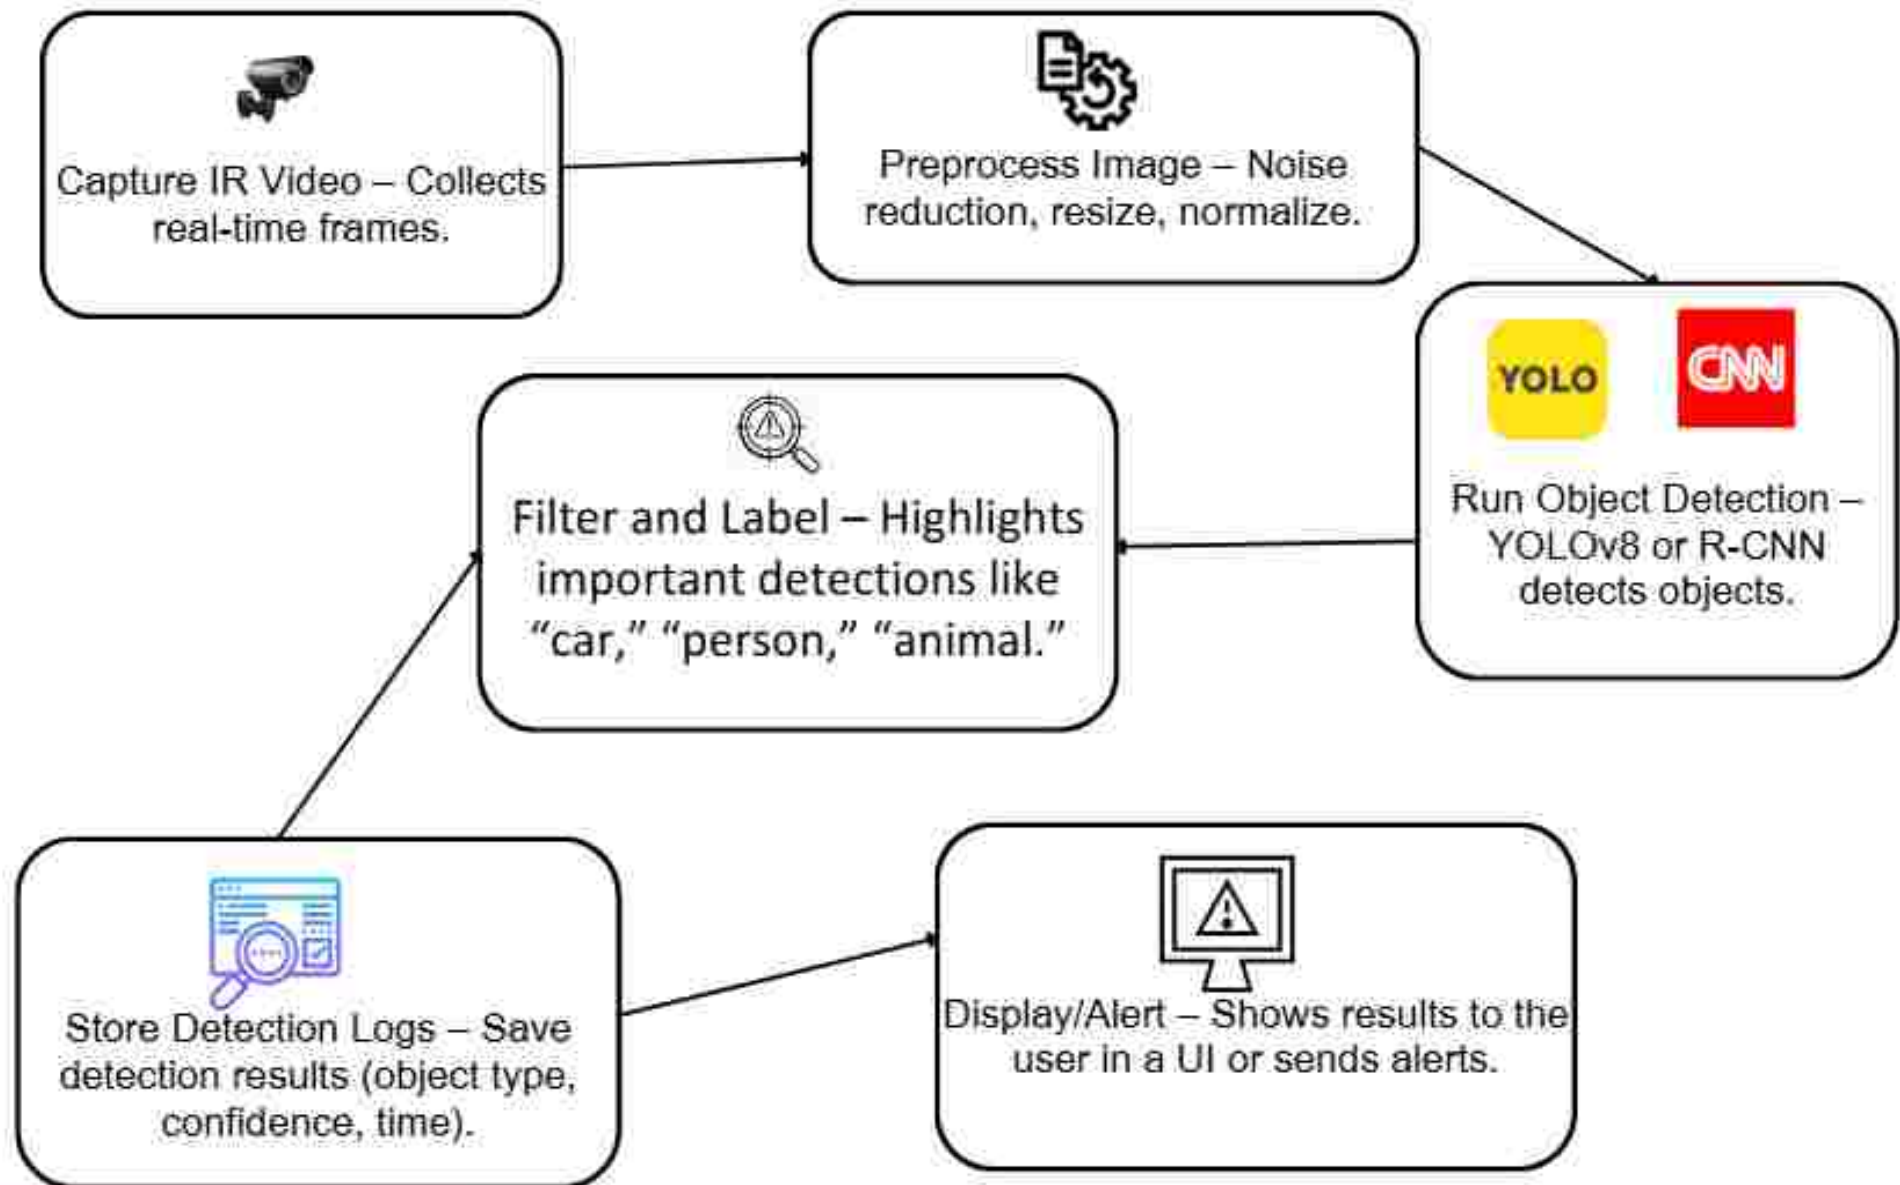 Capture IR Video – Collects
real-time frames.
Preprocess Image – Noise
reduction, resize, normalize.
YOLO
CNN
Run Object Detection –
YOLOv8 or R-CNN
detects objects.
Filter and Label – Highlights
important detections like
“car,” “person,” “animal.”
Store Detection Logs – Save
detection results (object type,
confidence, time).
Display/Alert – Shows results to the
user in a UI or sends alerts.